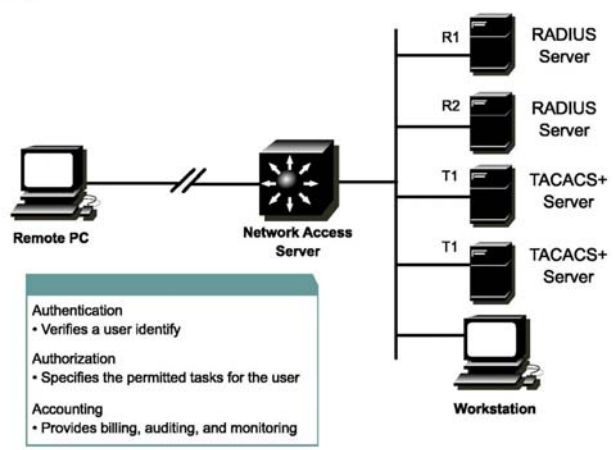 R1
RADIUS
Server
R2
RADIUS
Server
T1
TACACS+
Server
T1
TACACS+
Server
Remote PC
Network Access
Server
Workstation
Authentication
• Verifies a user identify
Authorization
• Specifies the permitted tasks for the user
Accounting
• Provides billing, auditing, and monitoring